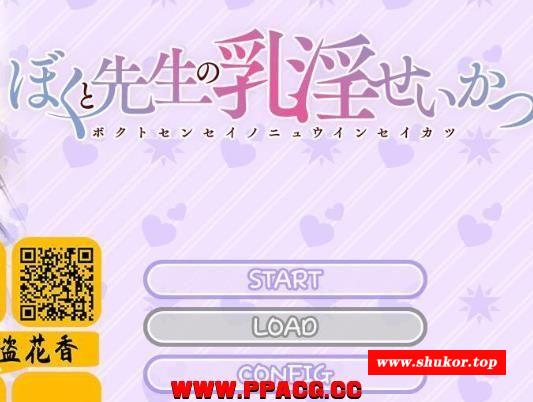 ぼくと先生の乳淫せいかつ
ボクトセンセイノニュウインセイカツ
START
LOAD
盗花香
www.shukor.top
CONFIG
WWW.PPACG.CC